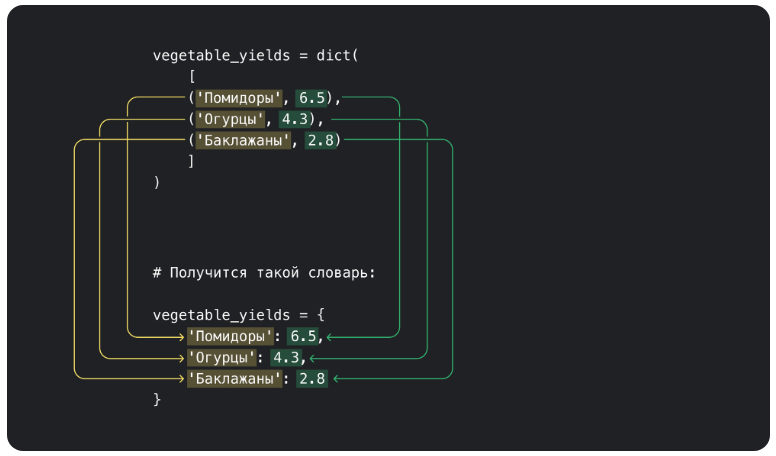 vegetable_yields = dict(
[
('Помидоры', 6.5),
('Огурцы', 4.3),
('Баклажаны', 2.8)
]
)
# Получится такой словарь:
vegetable_yields = {
'Помидоры': 6.5,
'Огурцы': 4.3,
'Баклажаны': 2.8
}